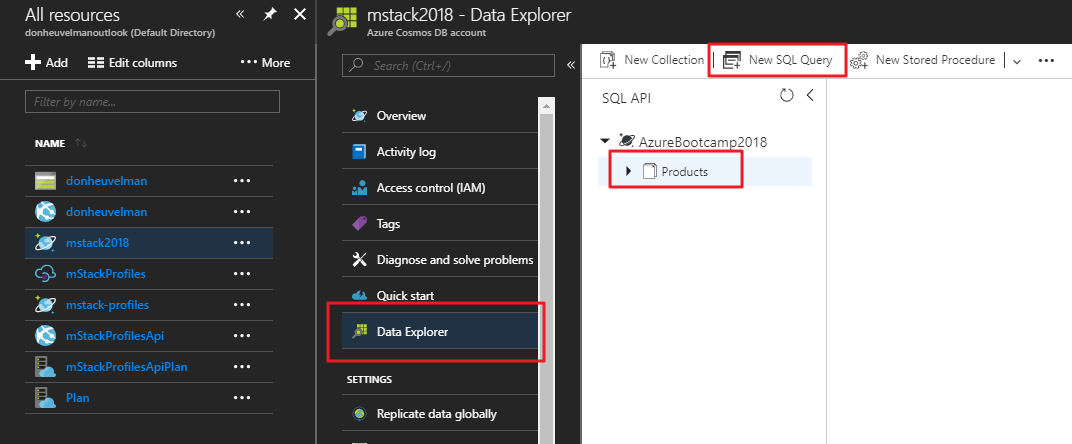 All resources
donheuvelmanoutlook (Default Directory)
Add
Edit columns
More
Filter by name...
NAME
donheuvelman
donheuvelman
mstack2018
mStackProfiles
mstack-profiles
mStackProfilesApi
mStackProfilesApiPlan
Plan
mstack2018 - Data Explorer
Azure Cosmos DB account
Search (Ctrl+/)
Overview
Activity log
Access control (IAM)
Tags
Diagnose and solve problems
Quick start
Data Explorer
SETTINGS
Replicate data globally
New Collection
New SQL Query
New Stored Procedure
SQL API
AzureBootcamp2018
Products